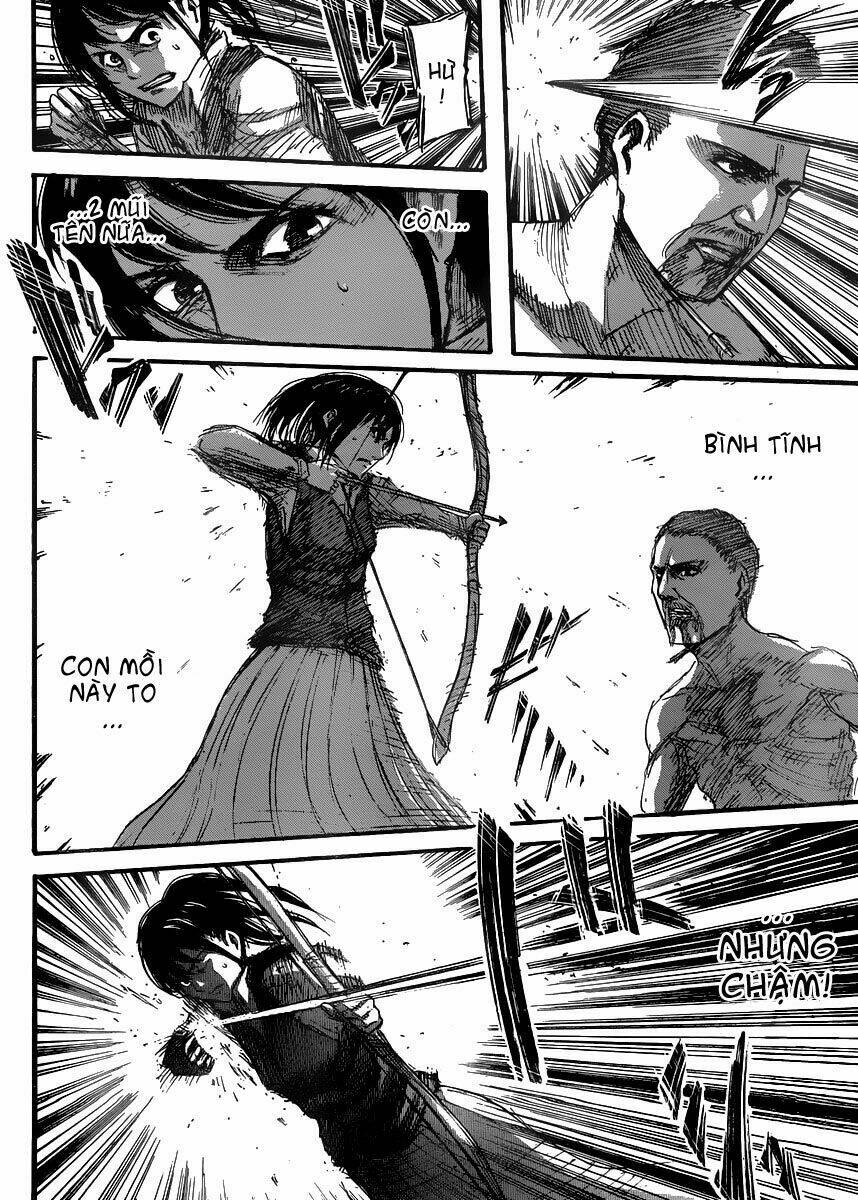 HỪ
!
CÒN...
...2 MŨI
TÊN NỮA...
BÌNH TĨNH
...
CON MỒI
NÀY TO
...
...
NHƯNG
CHẬM!